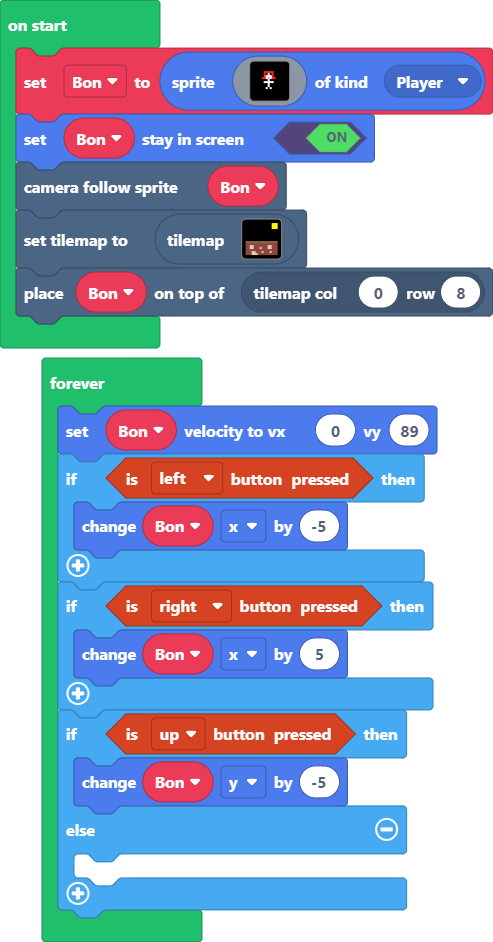 on start
set Bon to sprite of kind Player
set Bon stay in screen ON
camera follow sprite Bon
set tilemap to tilemap
place Bon on top of tilemap col 0 row 8
forever
set Bon velocity to vx 0 vy 89
if is left button pressed then
change Bon x by -5
if is right button pressed then
change Bon x by 5
if is up button pressed then
change Bon y by -5
else